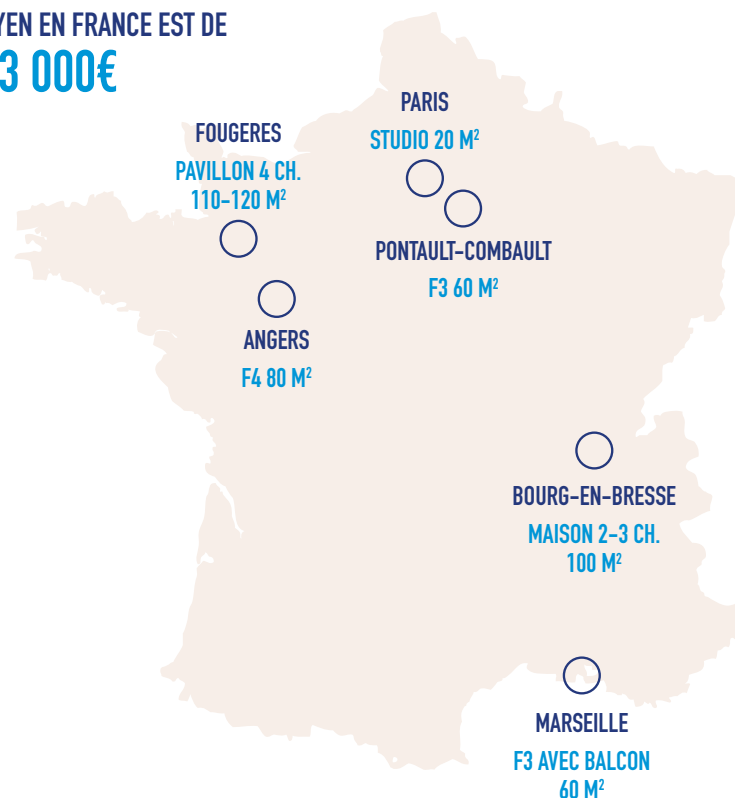 YEN EN FRANCE EST DE
3 000€
PARIS
STUDIO 20 M²
FOUGERES
PAVILLON 4 CH.
110-120 M²
PONTAULT-COMBAULT
F3 60 M²
ANGERS
F4 80 M²
BOURG-EN-BRESSE
MAISON 2-3 CH.
100 M²
MARSEILLE
F3 AVEC BALCON
60 M²